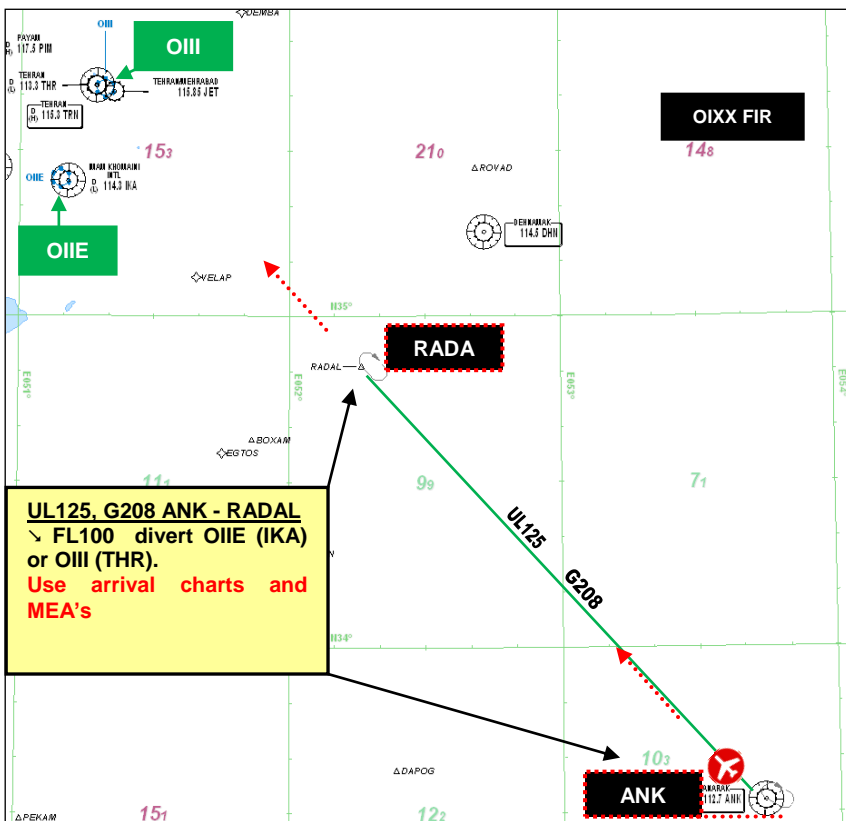 DEHBA
OIII
PAYAM
117.5 PIM
OIII
D
(H)
TEHRAN
113.3 THR
D
(L)
TEHRAN/MEHRABAD
115.85 JET
TEHRAN
115.3 TRN
D
(H)
OIXX FIR
153
210
148
ROVAD
IMAM KHOMAINI
INTL
114.3 IKA
D
(L)
OIIE
DEHNAMAK
114.5 DHN
OIIE
VELAP
N35°
RADA
RADAL
E051°
E052°
E053°
E054°
BOXAM
EGTOS
111
99
71
UL125, G208 ANK - RADAL
↘ FL100 divert OIIE (IKA)
or OIII (THR).
Use arrival charts and
MEA's
N
UL125
G208
N34°
103
DAPOG
ANARAK
112.7 ANK
ANK
PEKAM
151
122